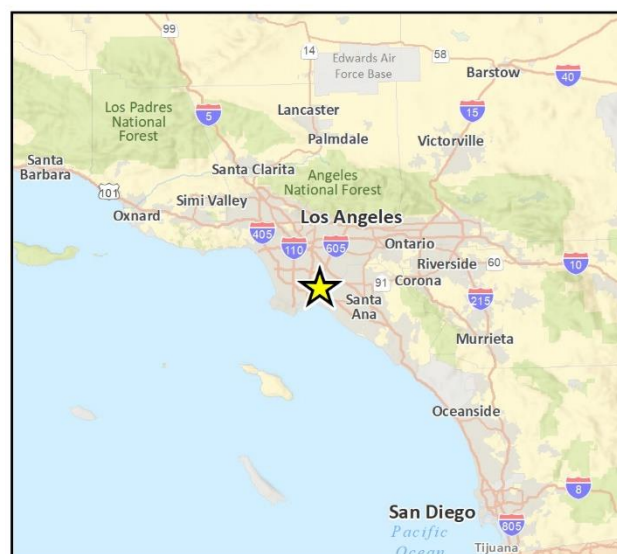 99
14
58
Edwards Air
Force Base
Barstow
40
Los Padres
National
Forest
5
Lancaster
15
Palmdale
Victorville
Santa
Barbara
Santa Clarita
Angeles
National Forest
101
Simi Valley
Oxnard
Los Angeles
405
110
605
Ontario
Riverside
60
10
91
Corona
Santa
Ana
215
Murrieta
Oceanside
8
San Diego
805
Pacific
Ocean
Tijuana